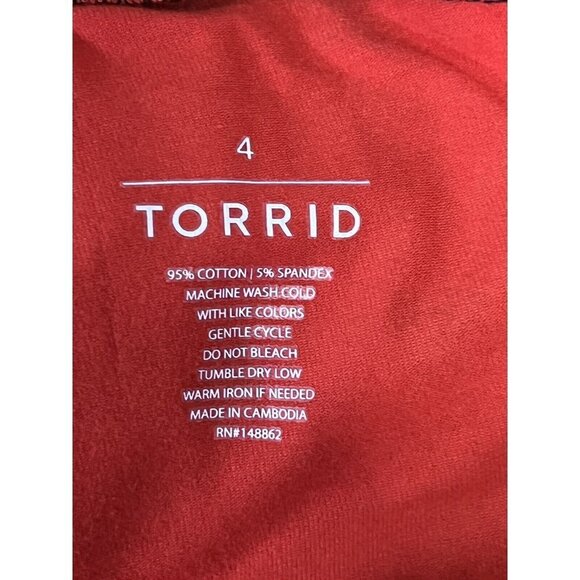 4
TORRID
95% COTTON / 5% SPANDEX
MACHINE WASH COLD
WITH LIKE COLORS
GENTLE CYCLE
DO NOT BLEACH
TUMBLE DRY LOW
WARM IRON IF NEEDED
MADE IN CAMBODIA
RN#148862